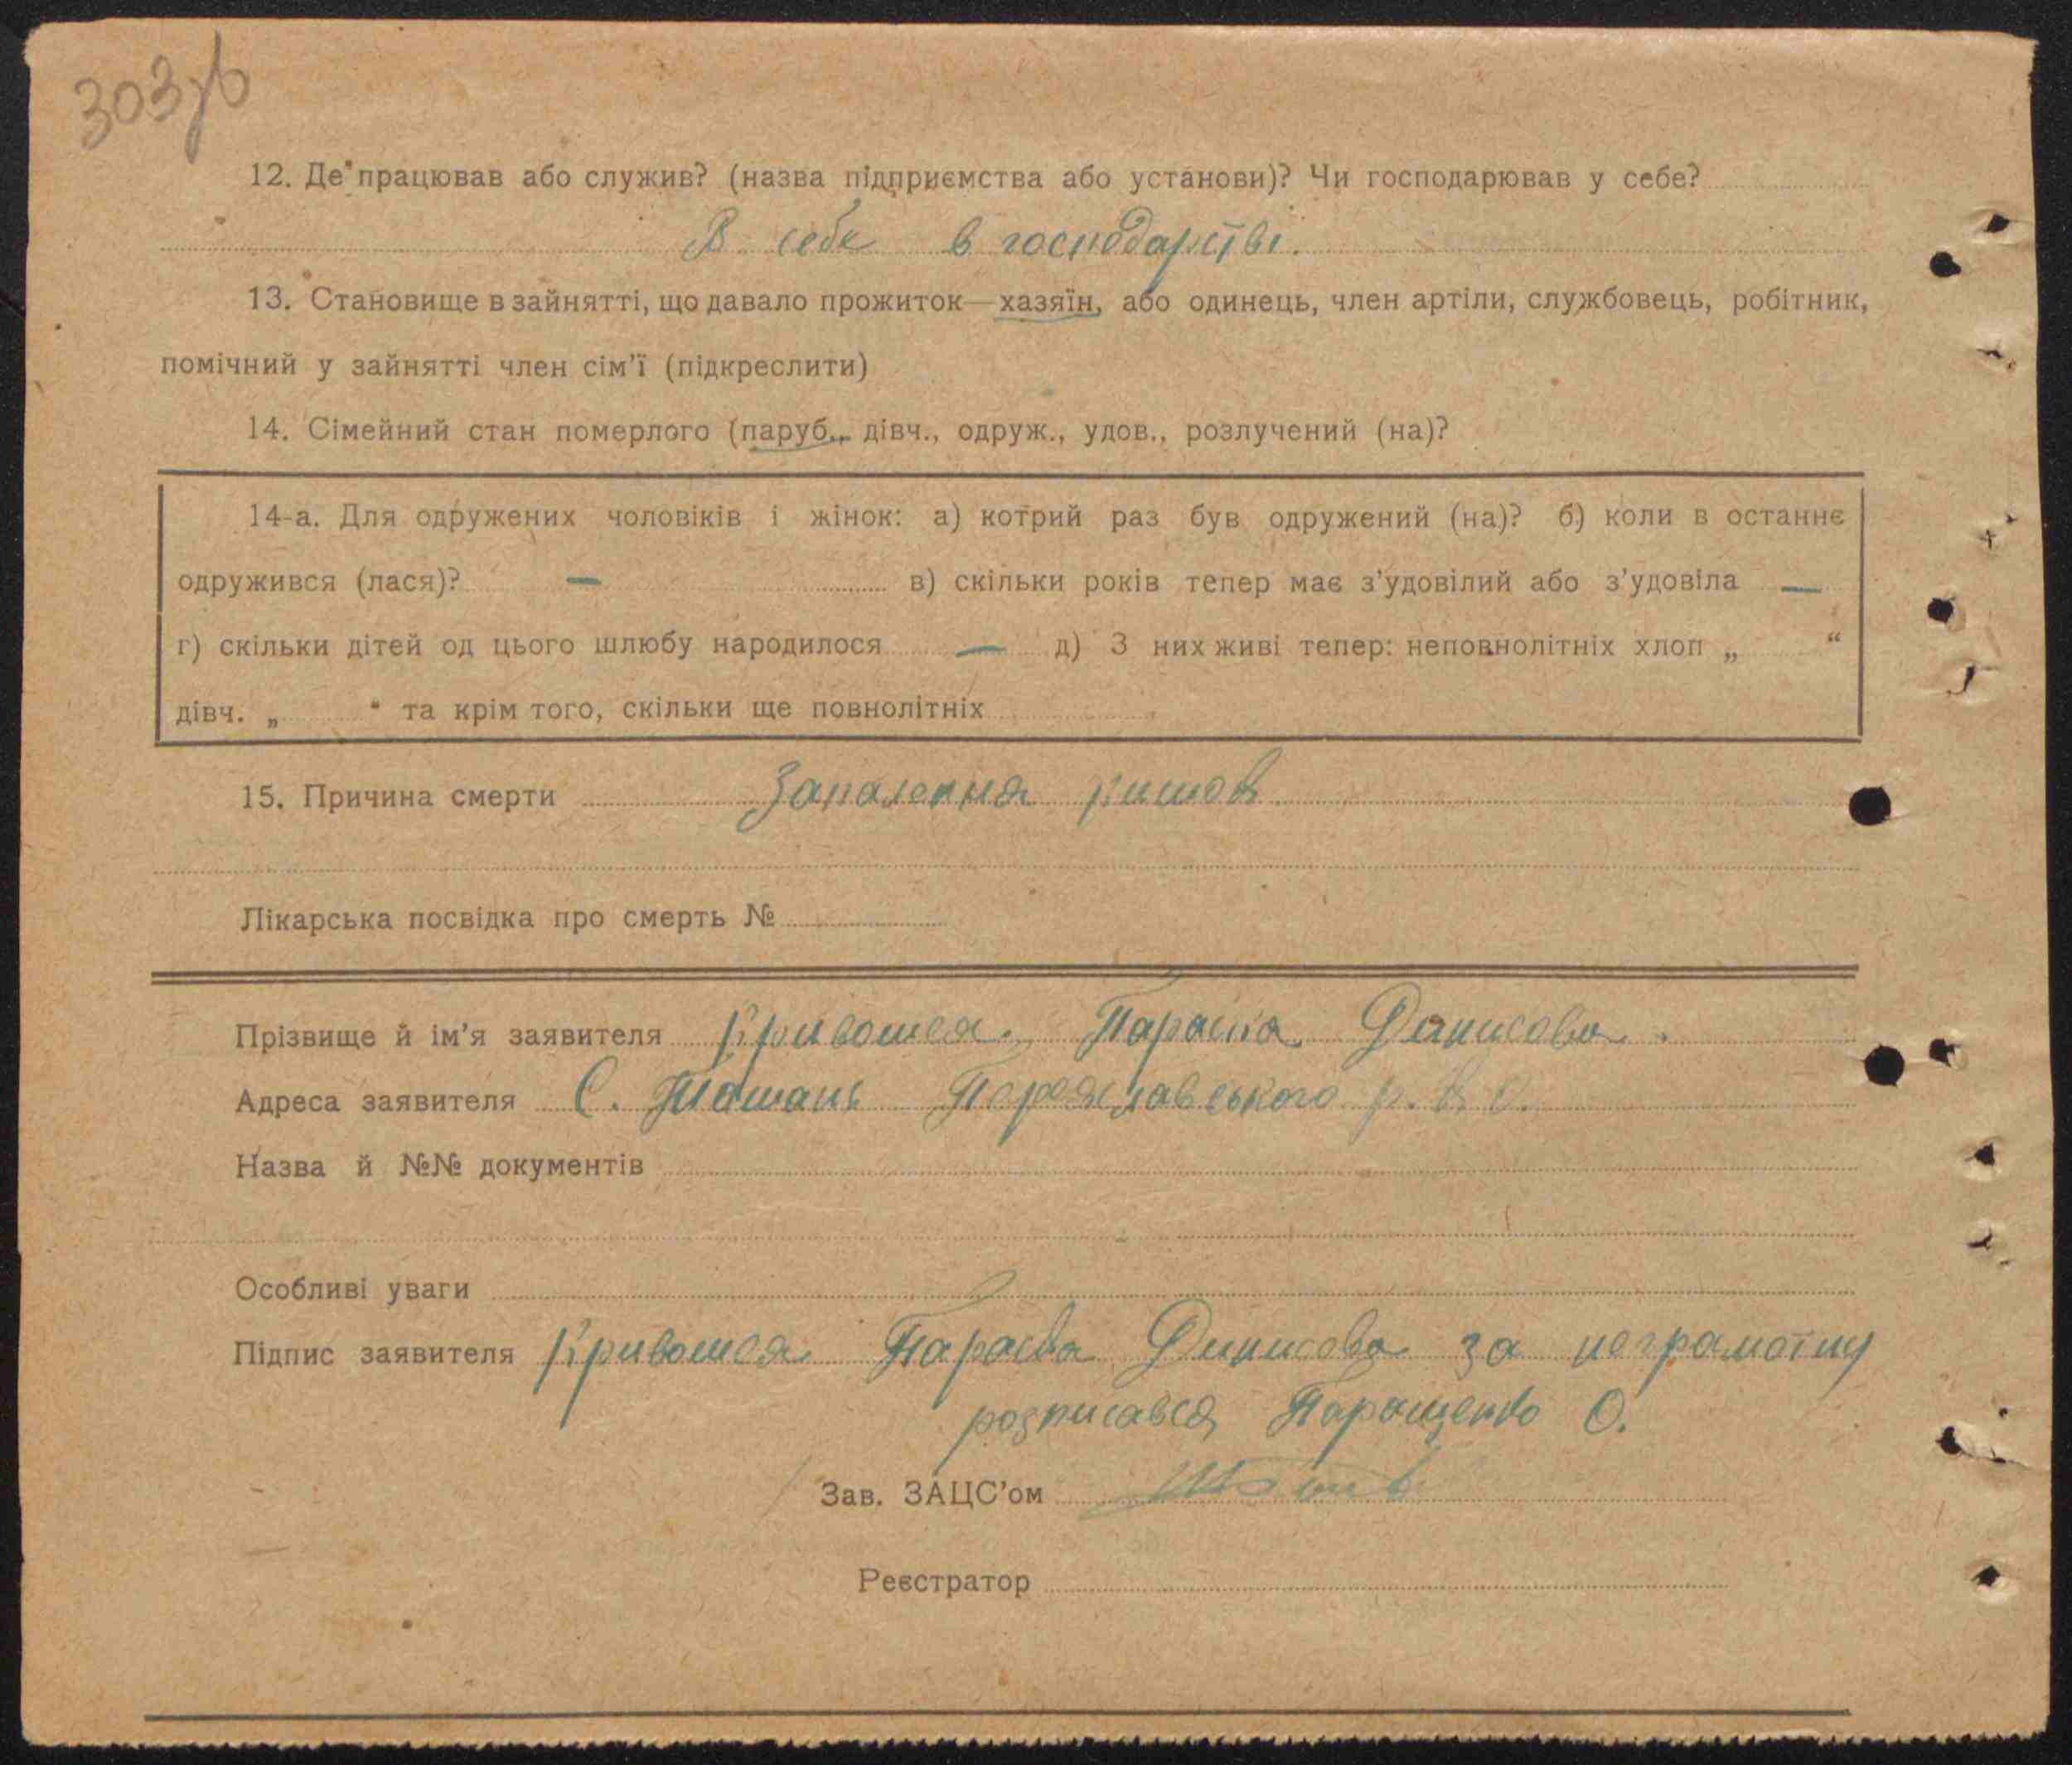 303зв
12. Де працював або служив? (назва підприємства або установи)? Чи господарював у себе?
В себе в господарстві.
13. Становище в зайнятті, що давало прожиток—хазяїн, або одинець, член артіли, службовець, робітник,
помічний у зайнятті член сім'ї (підкреслити)
14. Сімейний стан померлого (паруб., дівч., одруж., удов., розлучений (на)?
14-а. Для одружених чоловіків і жінок: а) котрий раз був одружений (на)? б) коли в останнє
одружився (лася)? — в) скільки років тепер має з'удовілий або з'удовіла —
г) скільки дітей од цього шлюбу народилося — д) З них живі тепер: неповнолітніх хлоп „ “
дівч. „ “ та крім того, скільки ще повнолітніх
15. Причина смерти Запалення кишок
Лікарська посвідка про смерть №
Прізвище й ім'я заявителя Кривошея Параска Данисова.
Адреса заявителя С. Ташань Переяславського р. К. О.
Назва й №№ документів
Особливі уваги
Підпис заявителя Кривошея Параска Динисова за неграмотну
розписався Паращенко О.
Зав. ЗАЦС'ом
Реєстратор